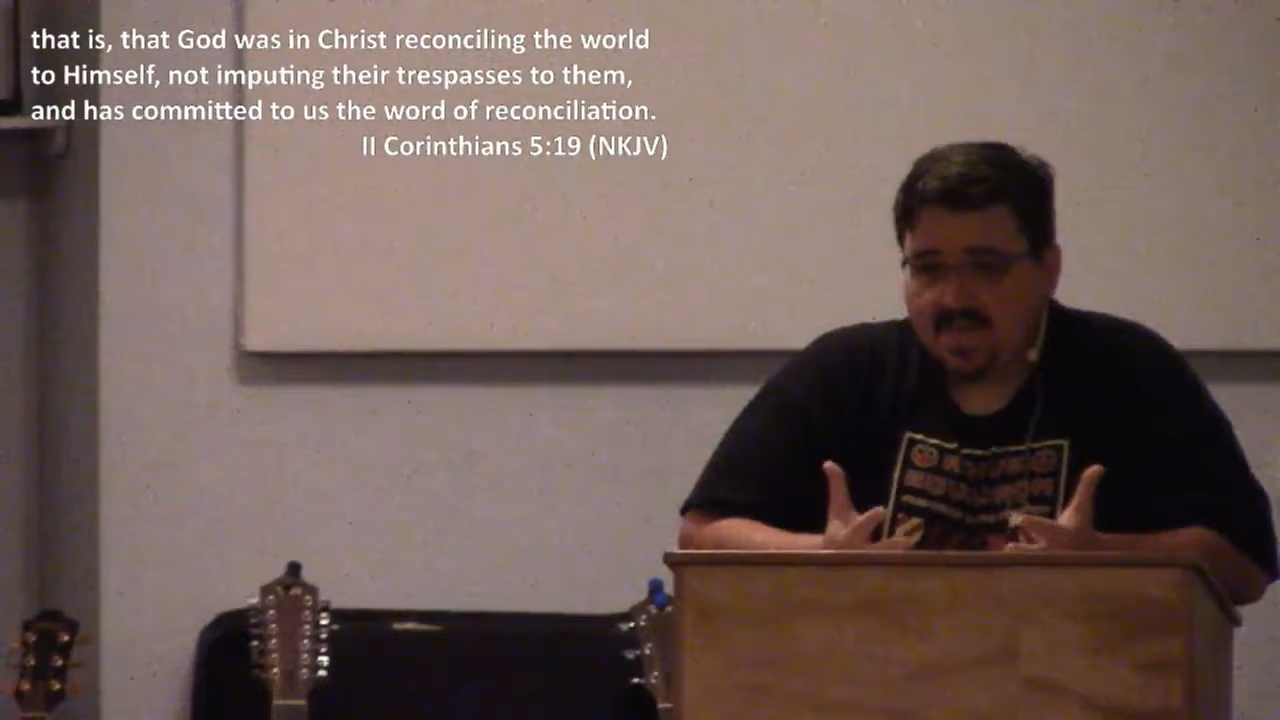 that is, that God was in Christ reconciling the world
to Himself, not imputing their trespasses to them,
and has committed to us the word of reconciliation.
II Corinthians 5:19 (NKJV)